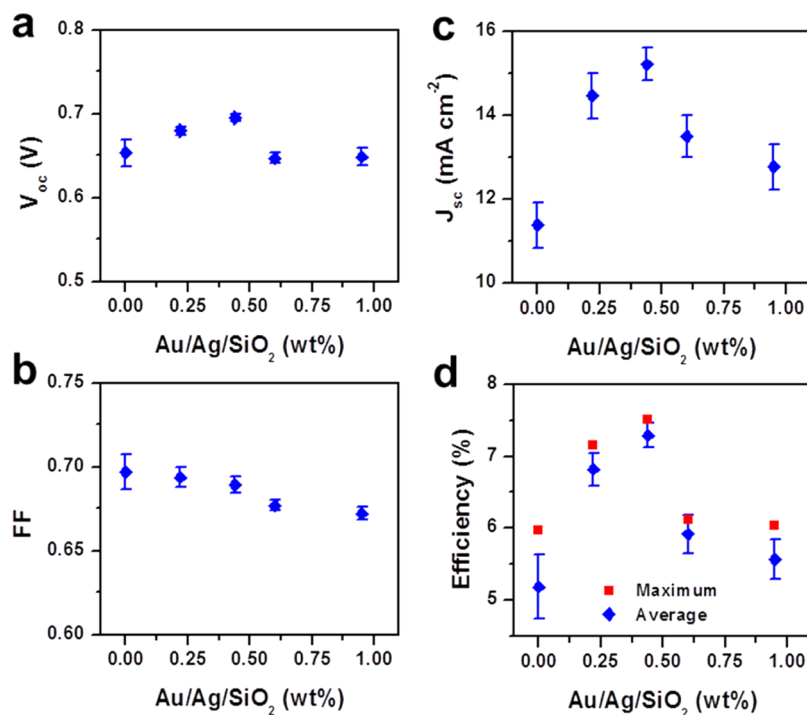 a
0.8
0.7
0.6
0.5
V_oc (V)
0.00 0.25 0.50 0.75 1.00
Au/Ag/SiO₂ (wt%)
c
16
14
12
10
J_sc (mA cm⁻²)
0.00 0.25 0.50 0.75 1.00
Au/Ag/SiO₂ (wt%)
b
0.75
0.70
0.65
0.60
FF
0.00 0.25 0.50 0.75 1.00
Au/Ag/SiO₂ (wt%)
d
8
7
6
5
Efficiency (%)
Maximum
Average
0.00 0.25 0.50 0.75 1.00
Au/Ag/SiO₂ (wt%)